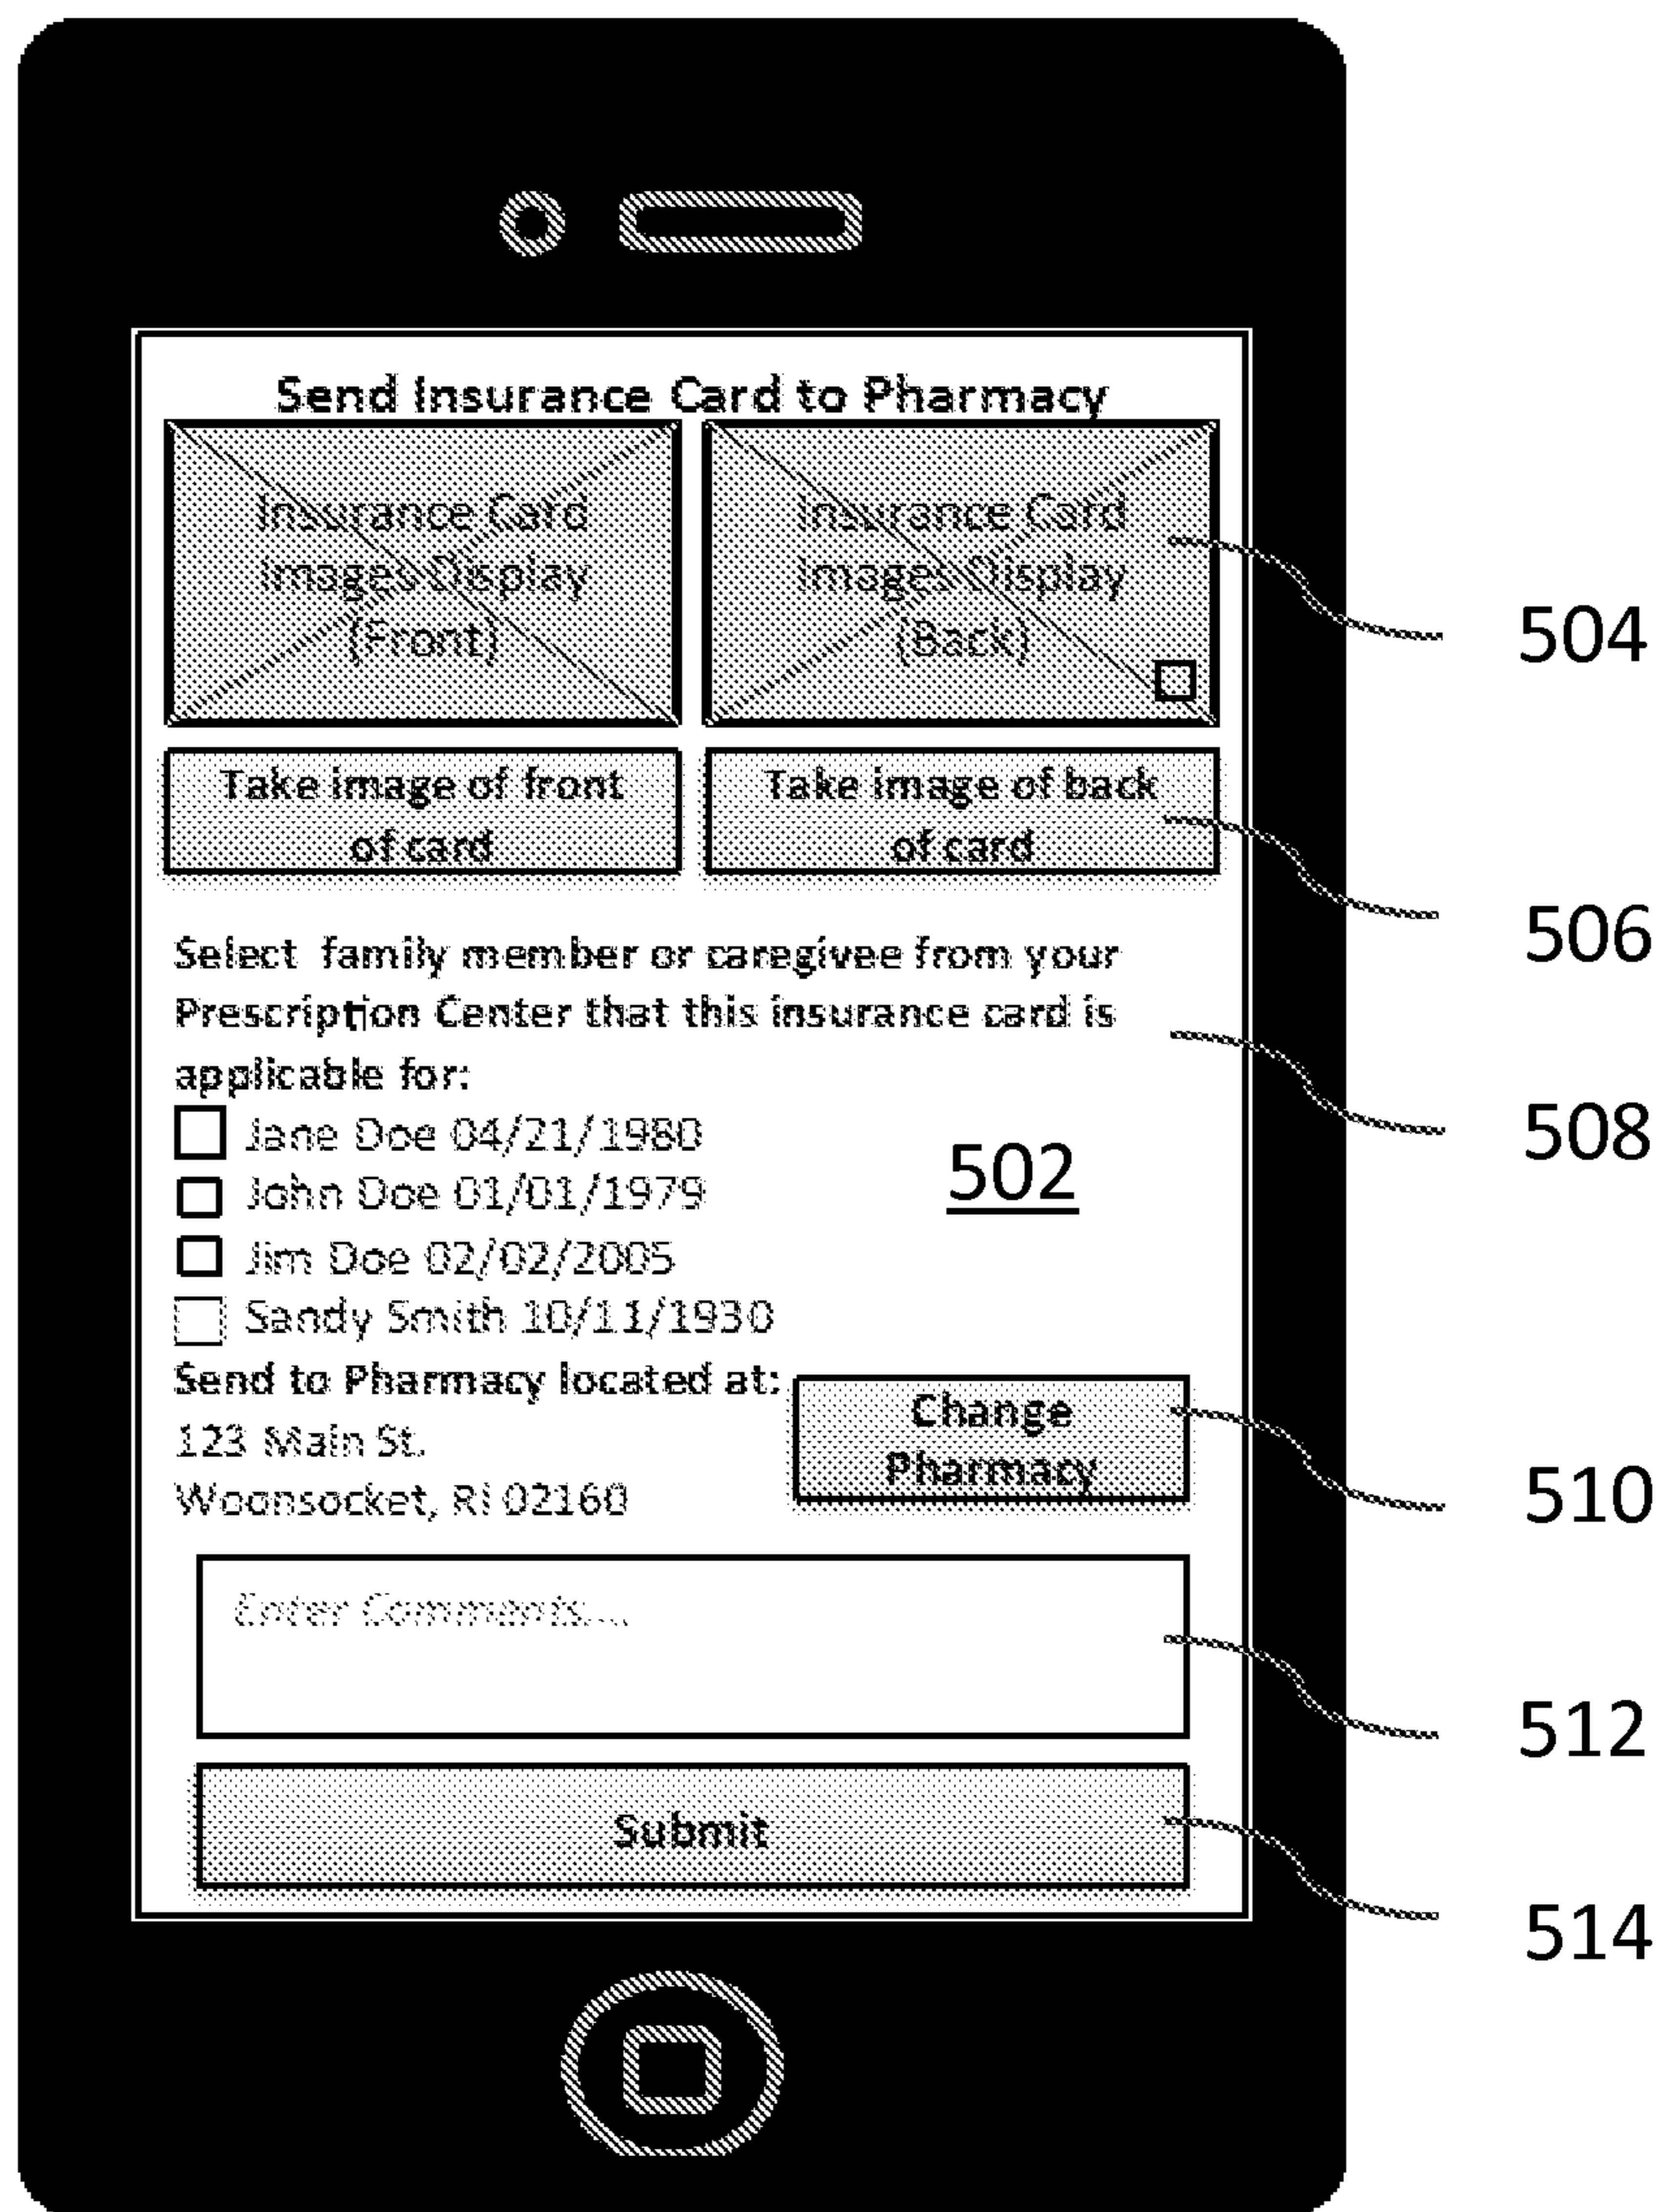 Send Insurance Card to Pharmacy
Insurance Card
Images Display
(Front)
Insurance Card
Images Display
(Back)
504
Take image of front
of card
Take image of back
of card
506
Select family member or caregivee from your
Prescription Center that this insurance card is
applicable for:
508
Jane Doe 04/21/1980
502
John Doe 01/01/1979
Jim Doe 02/02/2005
Sandy Smith 10/11/1930
Send to Pharmacy located at:
123 Main St.
Woonsocket, RI 02160
Change
Pharmacy
510
Enter Comments...
512
Submit
514